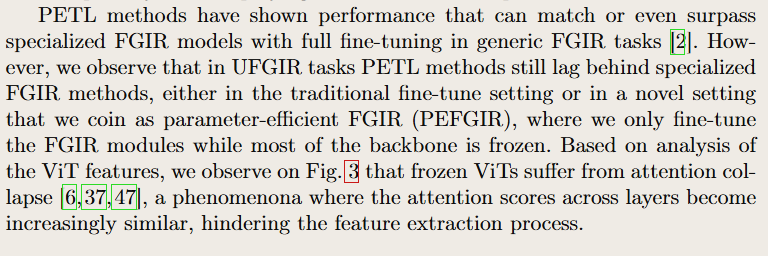 PETL methods have shown performance that can match or even surpass
specialized FGIR models with full fine-tuning in generic FGIR tasks [2]. How-
ever, we observe that in UFGIR tasks PETL methods still lag behind specialized
FGIR methods, either in the traditional fine-tune setting or in a novel setting
that we coin as parameter-efficient FGIR (PEFGIR), where we only fine-tune
the FGIR modules while most of the backbone is frozen. Based on analysis of
the ViT features, we observe on Fig. 3 that frozen ViTs suffer from attention col-
lapse [6,37,47], a phenomenona where the attention scores across layers become
increasingly similar, hindering the feature extraction process.